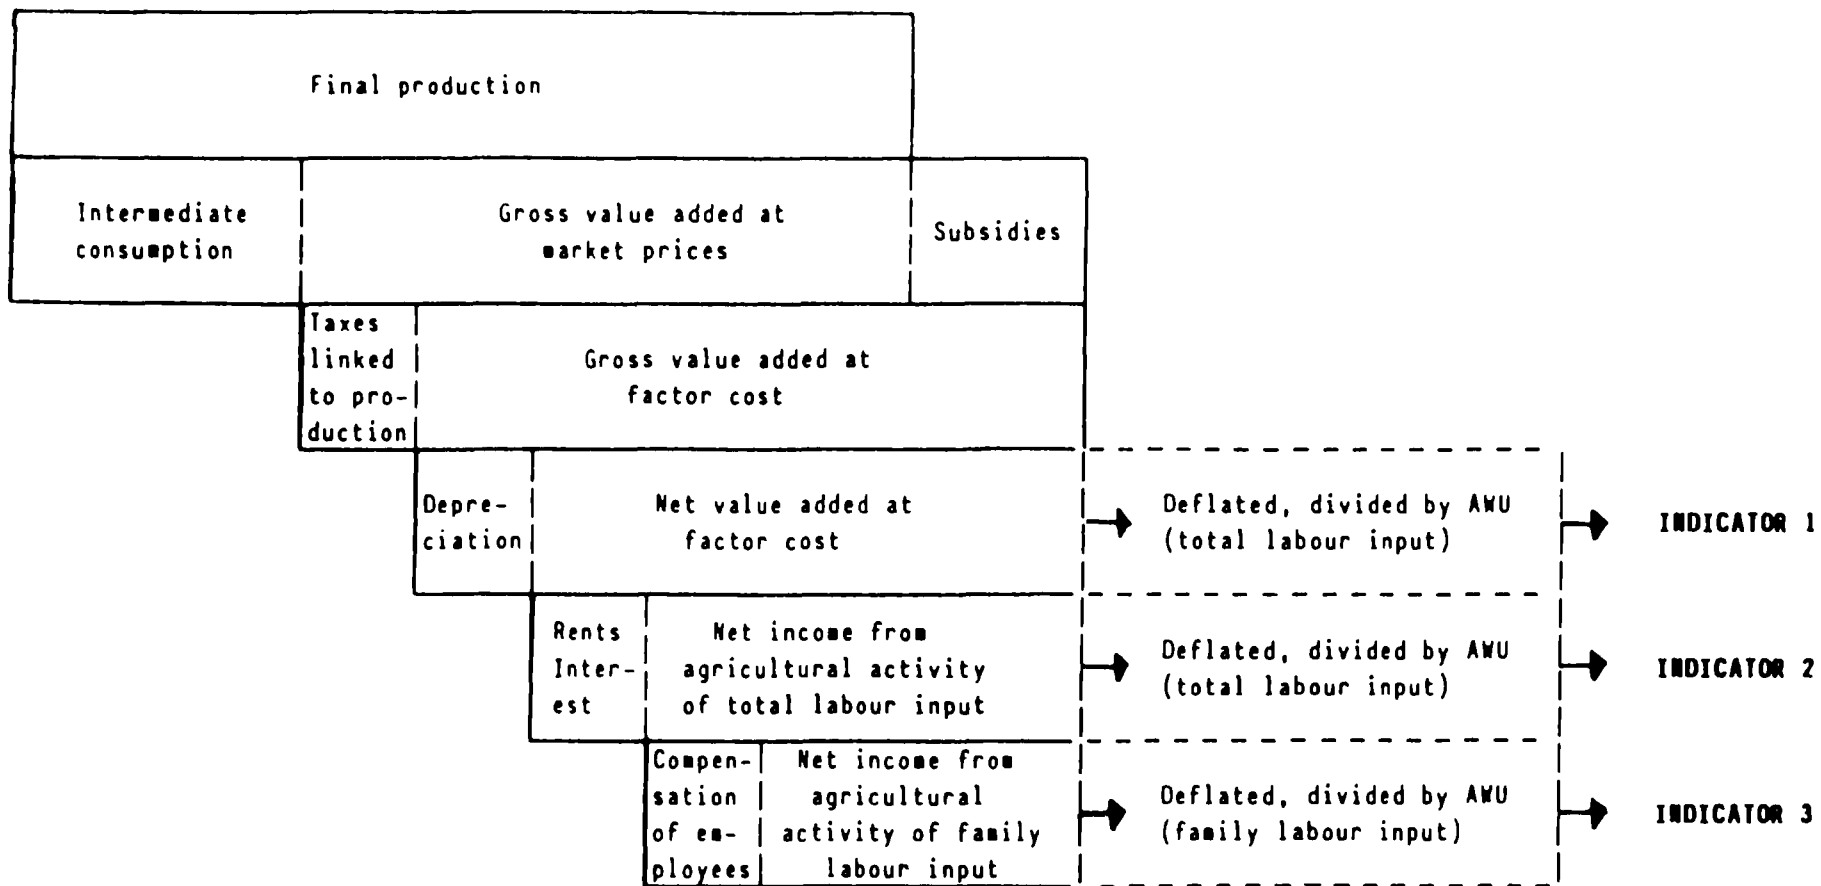 Final production
Intermediate
consumption
Gross value added at
market prices
Subsidies
Taxes
linked
to pro-
duction
Gross value added at
factor cost
Depre-
ciation
Net value added at
factor cost
Deflated, divided by AWU
(total labour input)
INDICATOR 1
Rents
Inter-
est
Net income from
agricultural activity
of total labour input
Deflated, divided by AWU
(total labour input)
INDICATOR 2
Compen-
sation
of em-
ployees
Net income from
agricultural
activity of family
labour input
Deflated, divided by AWU
(family labour input)
INDICATOR 3